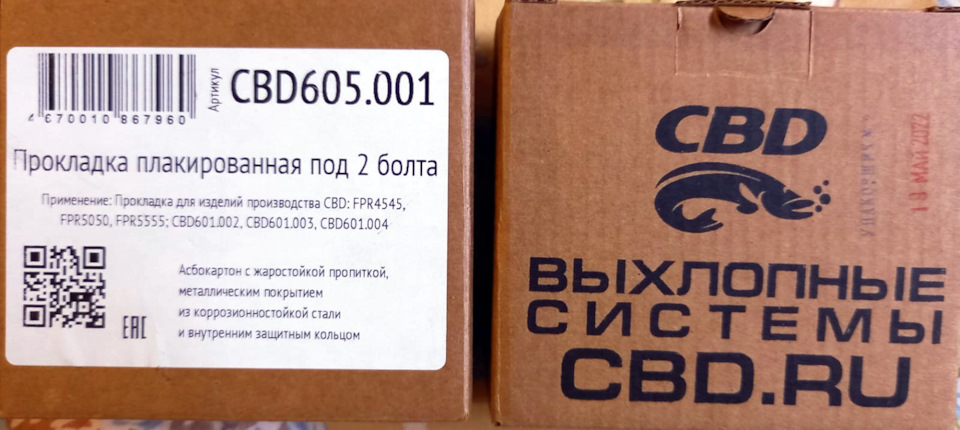 Артикул
CBD605.001
4 670010 867960
Прокладка плакированная под 2 болта
Применение: Прокладка для изделий производства CBD: FPR4545,
FPR5050, FPR5555; CBD601.002, CBD601.003, CBD601.004
Асбокартон с жаростойкой пропиткой,
металлическим покрытием
из коррозионностойкой стали
и внутренним защитным кольцом
EAC
CBD
ВЫХЛОПНЫЕ
СИСТЕМЫ
CBD.RU
18 МАЙ 2022